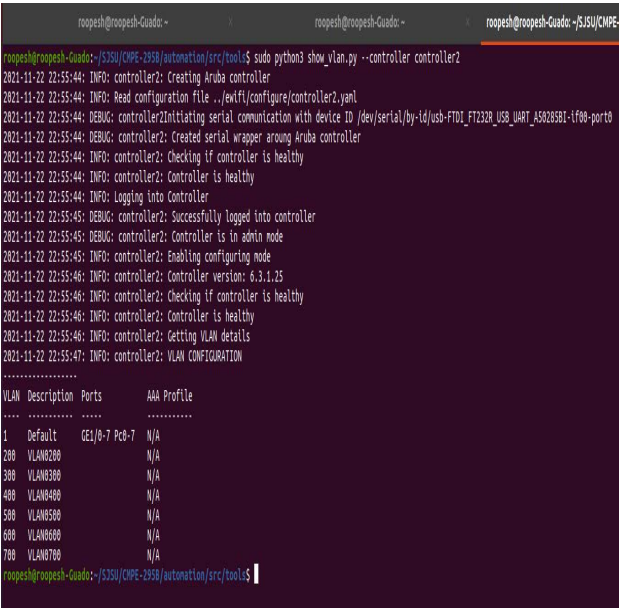 roopesh@roopesh-Guado: ~ × roopesh@roopesh-Guado: ~ × roopesh@roopesh-Guado: ~/SJSU/CMPE-
roopesh@roopesh-Guado:~/SJSU/CMPE-295B/automation/src/tools$ sudo python3 show_vlan.py --controller controller2
2021-11-22 22:55:44: INFO: controller2: Creating Aruba controller
2021-11-22 22:55:44: INFO: Read configuration file ../ewifi/configure/controller2.yaml
2021-11-22 22:55:44: DEBUG: controller2Initiating serial communication with device ID /dev/serial/by-id/usb-FTDI_FT232R_USB_UART_A50285BI-if00-port0
2021-11-22 22:55:44: DEBUG: controller2: Created serial wrapper aroung Aruba controller
2021-11-22 22:55:44: INFO: controller2: Checking if controller is healthy
2021-11-22 22:55:44: INFO: controller2: Controller is healthy
2021-11-22 22:55:44: INFO: Logging into Controller
2021-11-22 22:55:45: DEBUG: controller2: Successfully logged into controller
2021-11-22 22:55:45: DEBUG: controller2: Controller is in admin mode
2021-11-22 22:55:45: INFO: controller2: Enabling configuring mode
2021-11-22 22:55:46: INFO: controller2: Controller version: 6.3.1.25
2021-11-22 22:55:46: INFO: controller2: Checking if controller is healthy
2021-11-22 22:55:46: INFO: controller2: Controller is healthy
2021-11-22 22:55:46: INFO: controller2: Getting VLAN details
2021-11-22 22:55:47: INFO: controller2: VLAN CONFIGURATION
------------------
VLAN Description Ports AAA Profile
---- ----------- ----- -----------
1 Default GE1/0-7 Pc0-7 N/A
200 VLAN0200 N/A
300 VLAN0300 N/A
400 VLAN0400 N/A
500 VLAN0500 N/A
600 VLAN0600 N/A
700 VLAN0700 N/A
roopesh@roopesh-Guado:~/SJSU/CMPE-295B/automation/src/tools$